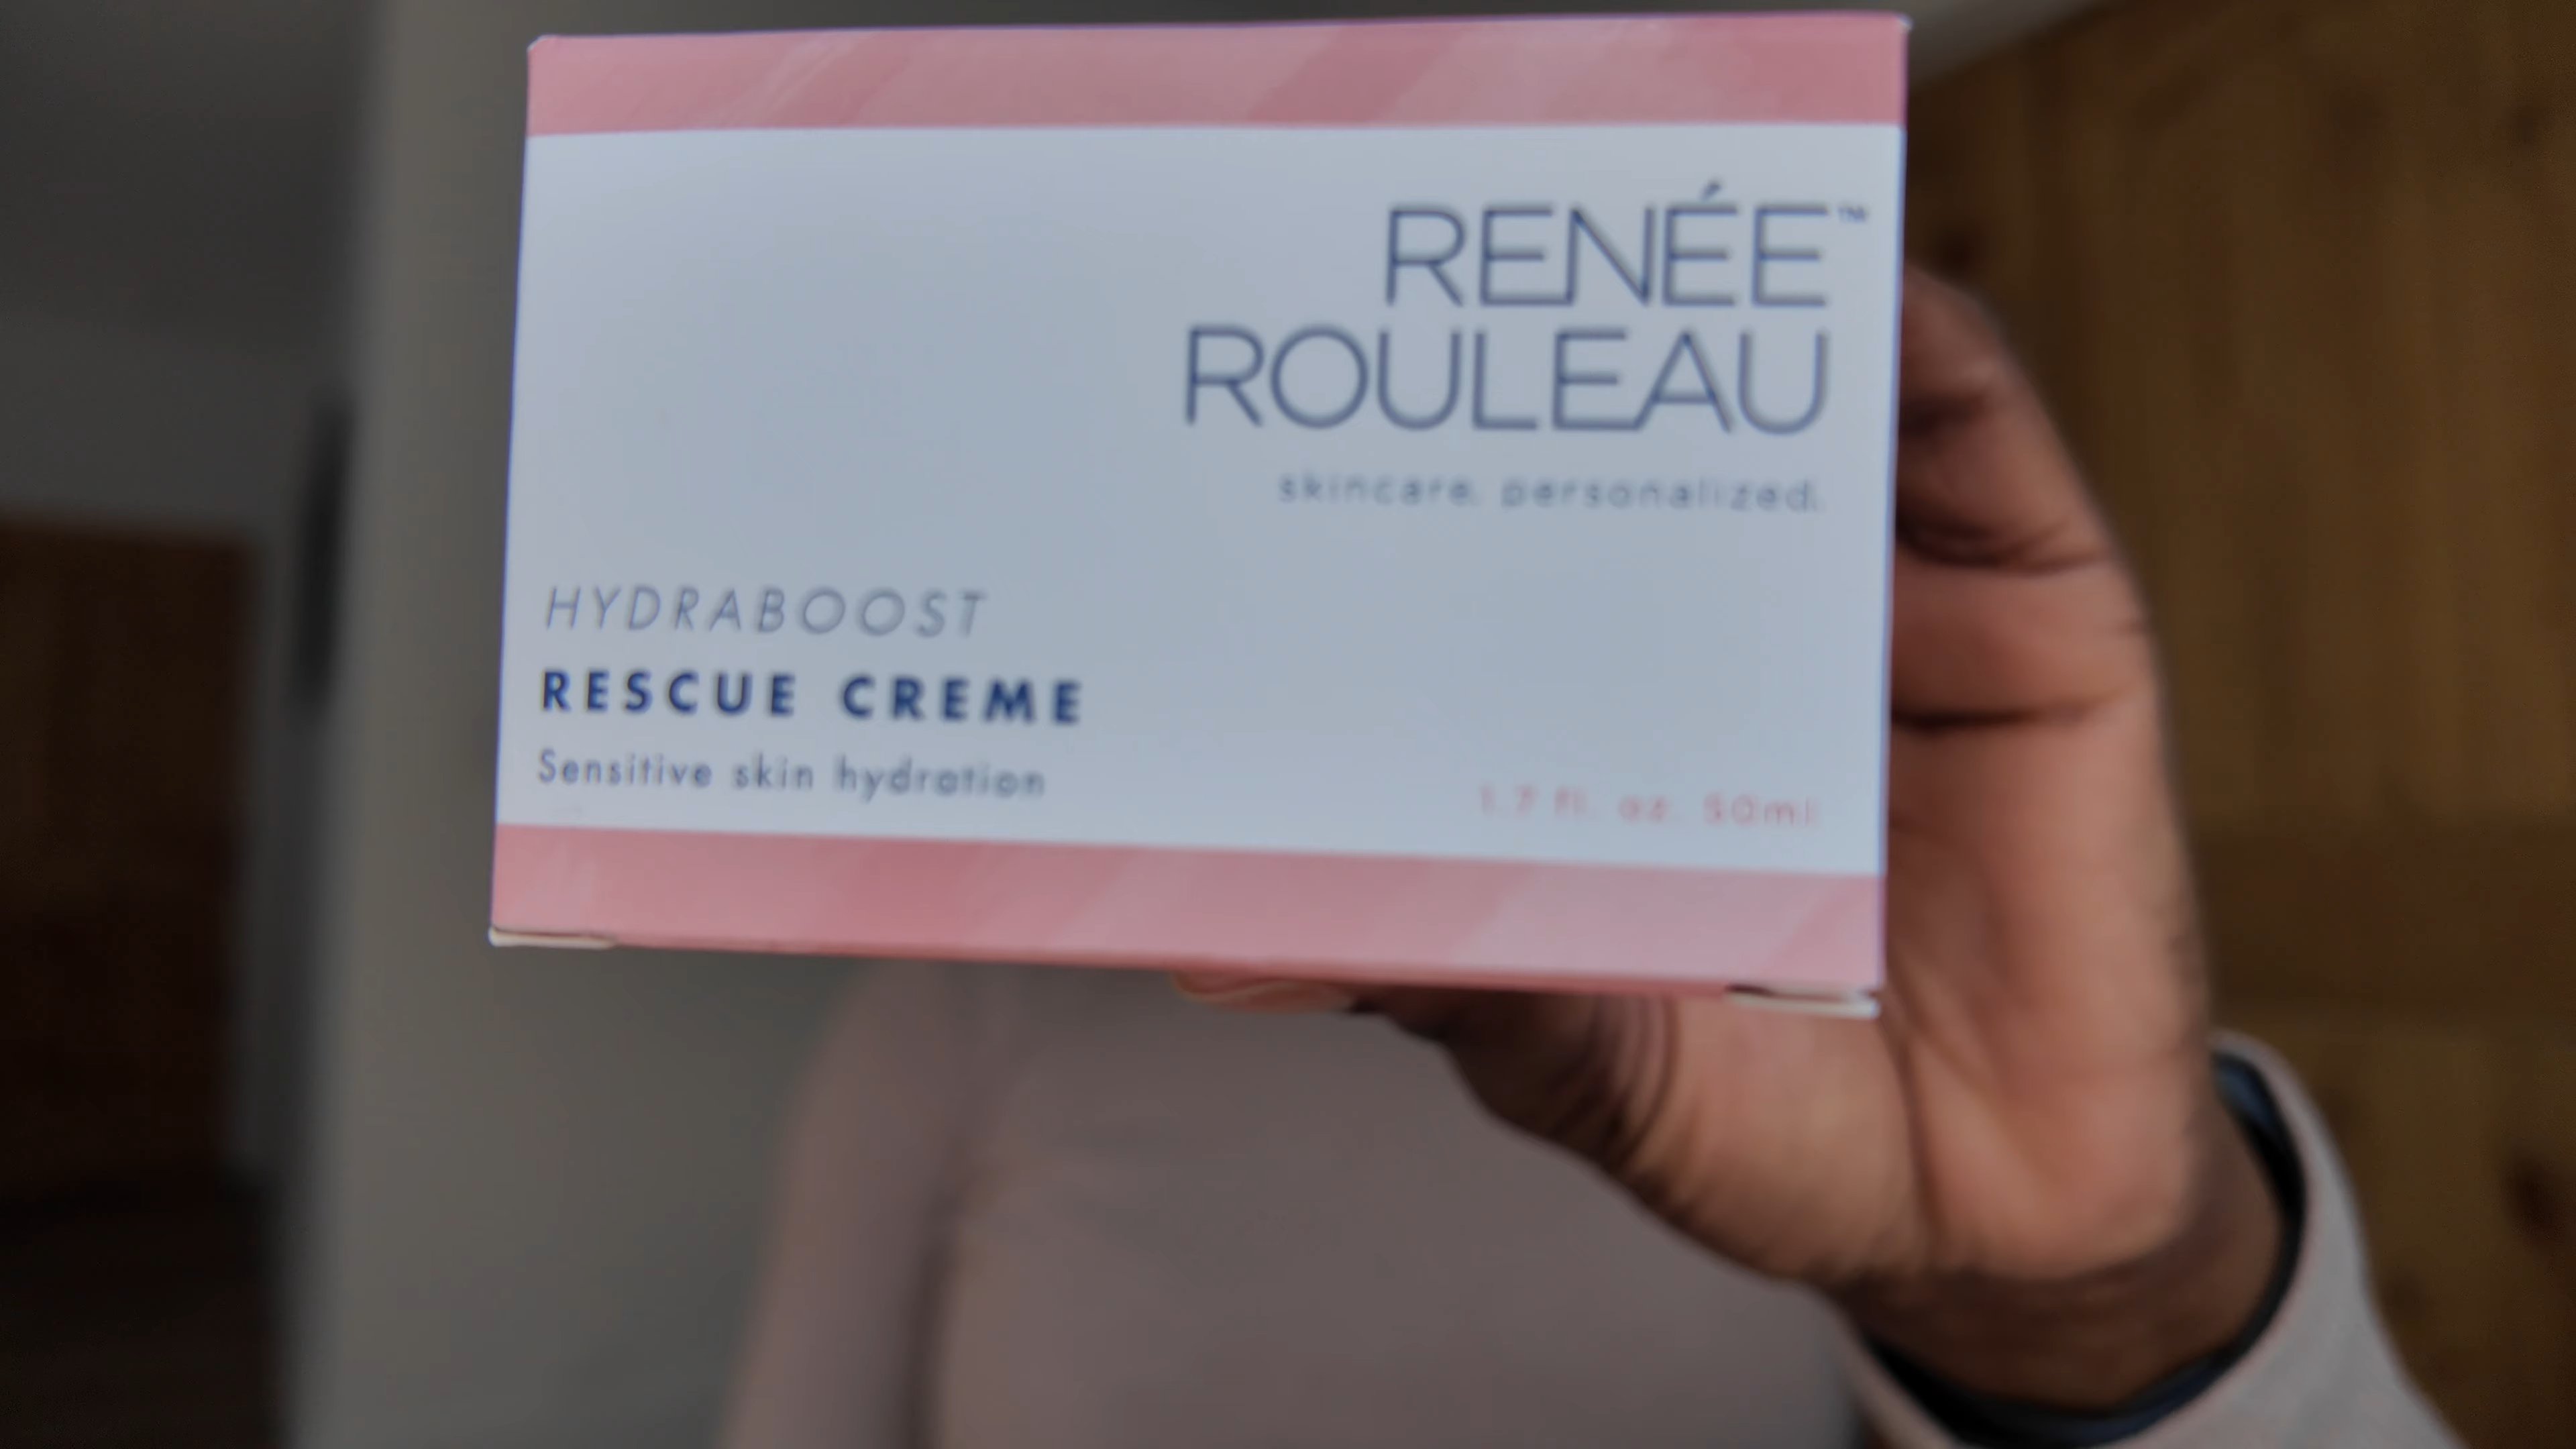 RENÉE™
ROULEAU
skincare. personalized.
HYDRABOOST
RESCUE CREME
Sensitive skin hydration
1.7 fl. oz. 50ml